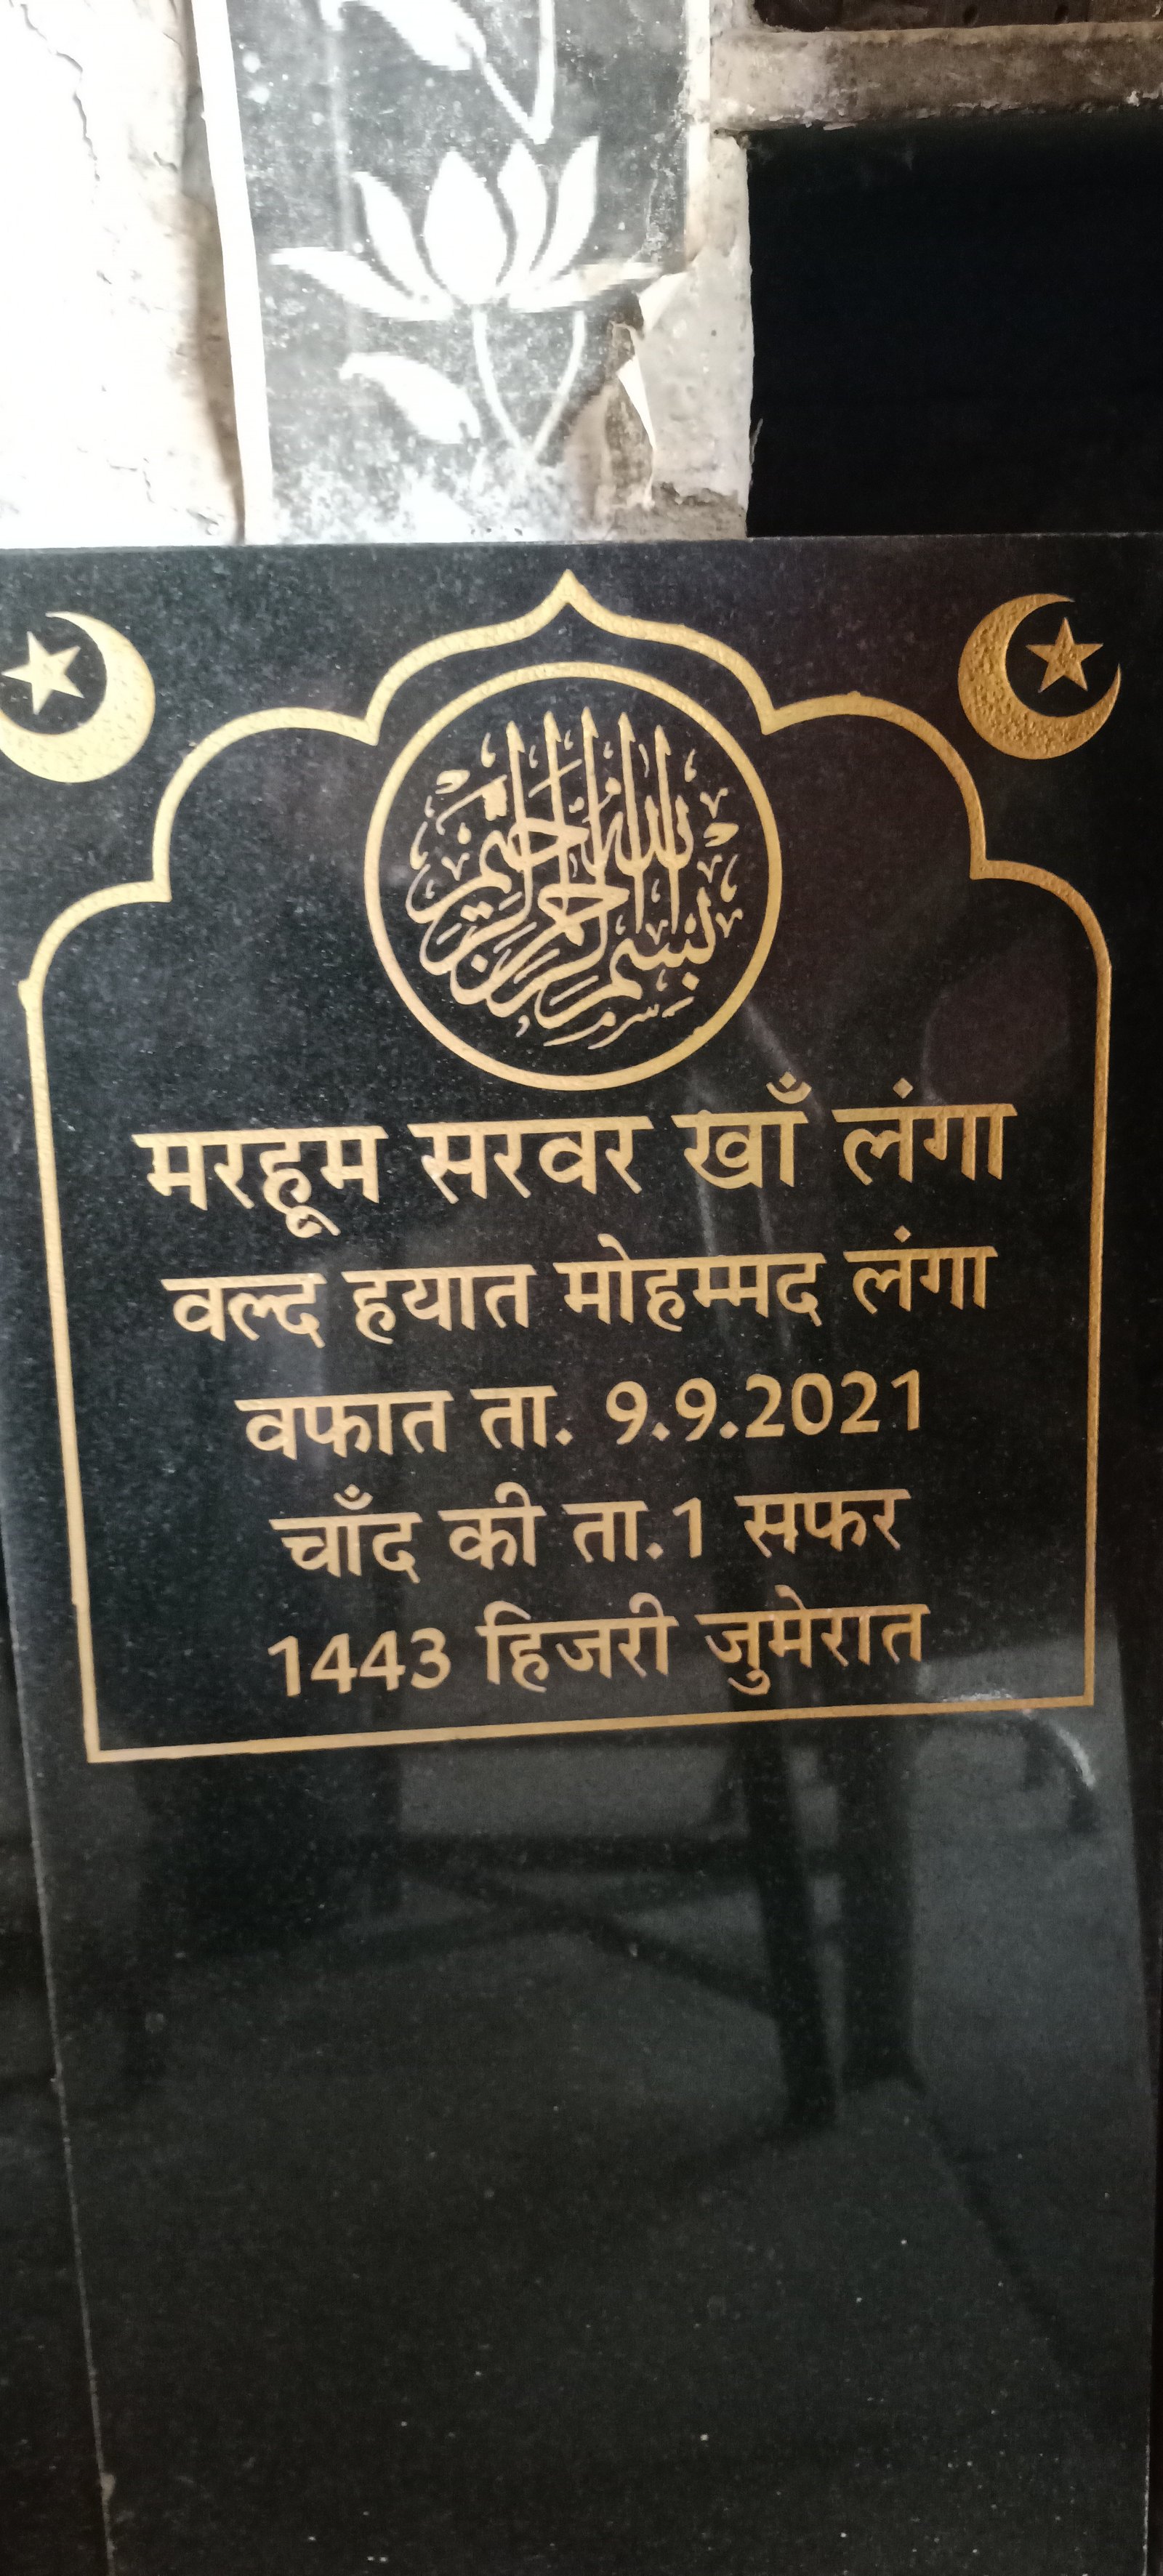 بسم الله الرحمن الرحيم
मरहूम सरवर खाँ लंगा
वल्द हयात मोहम्मद लंगा
वफात ता. 9.9.2021
चाँद की ता.1 सफर
1443 हिजरी जुमेरात